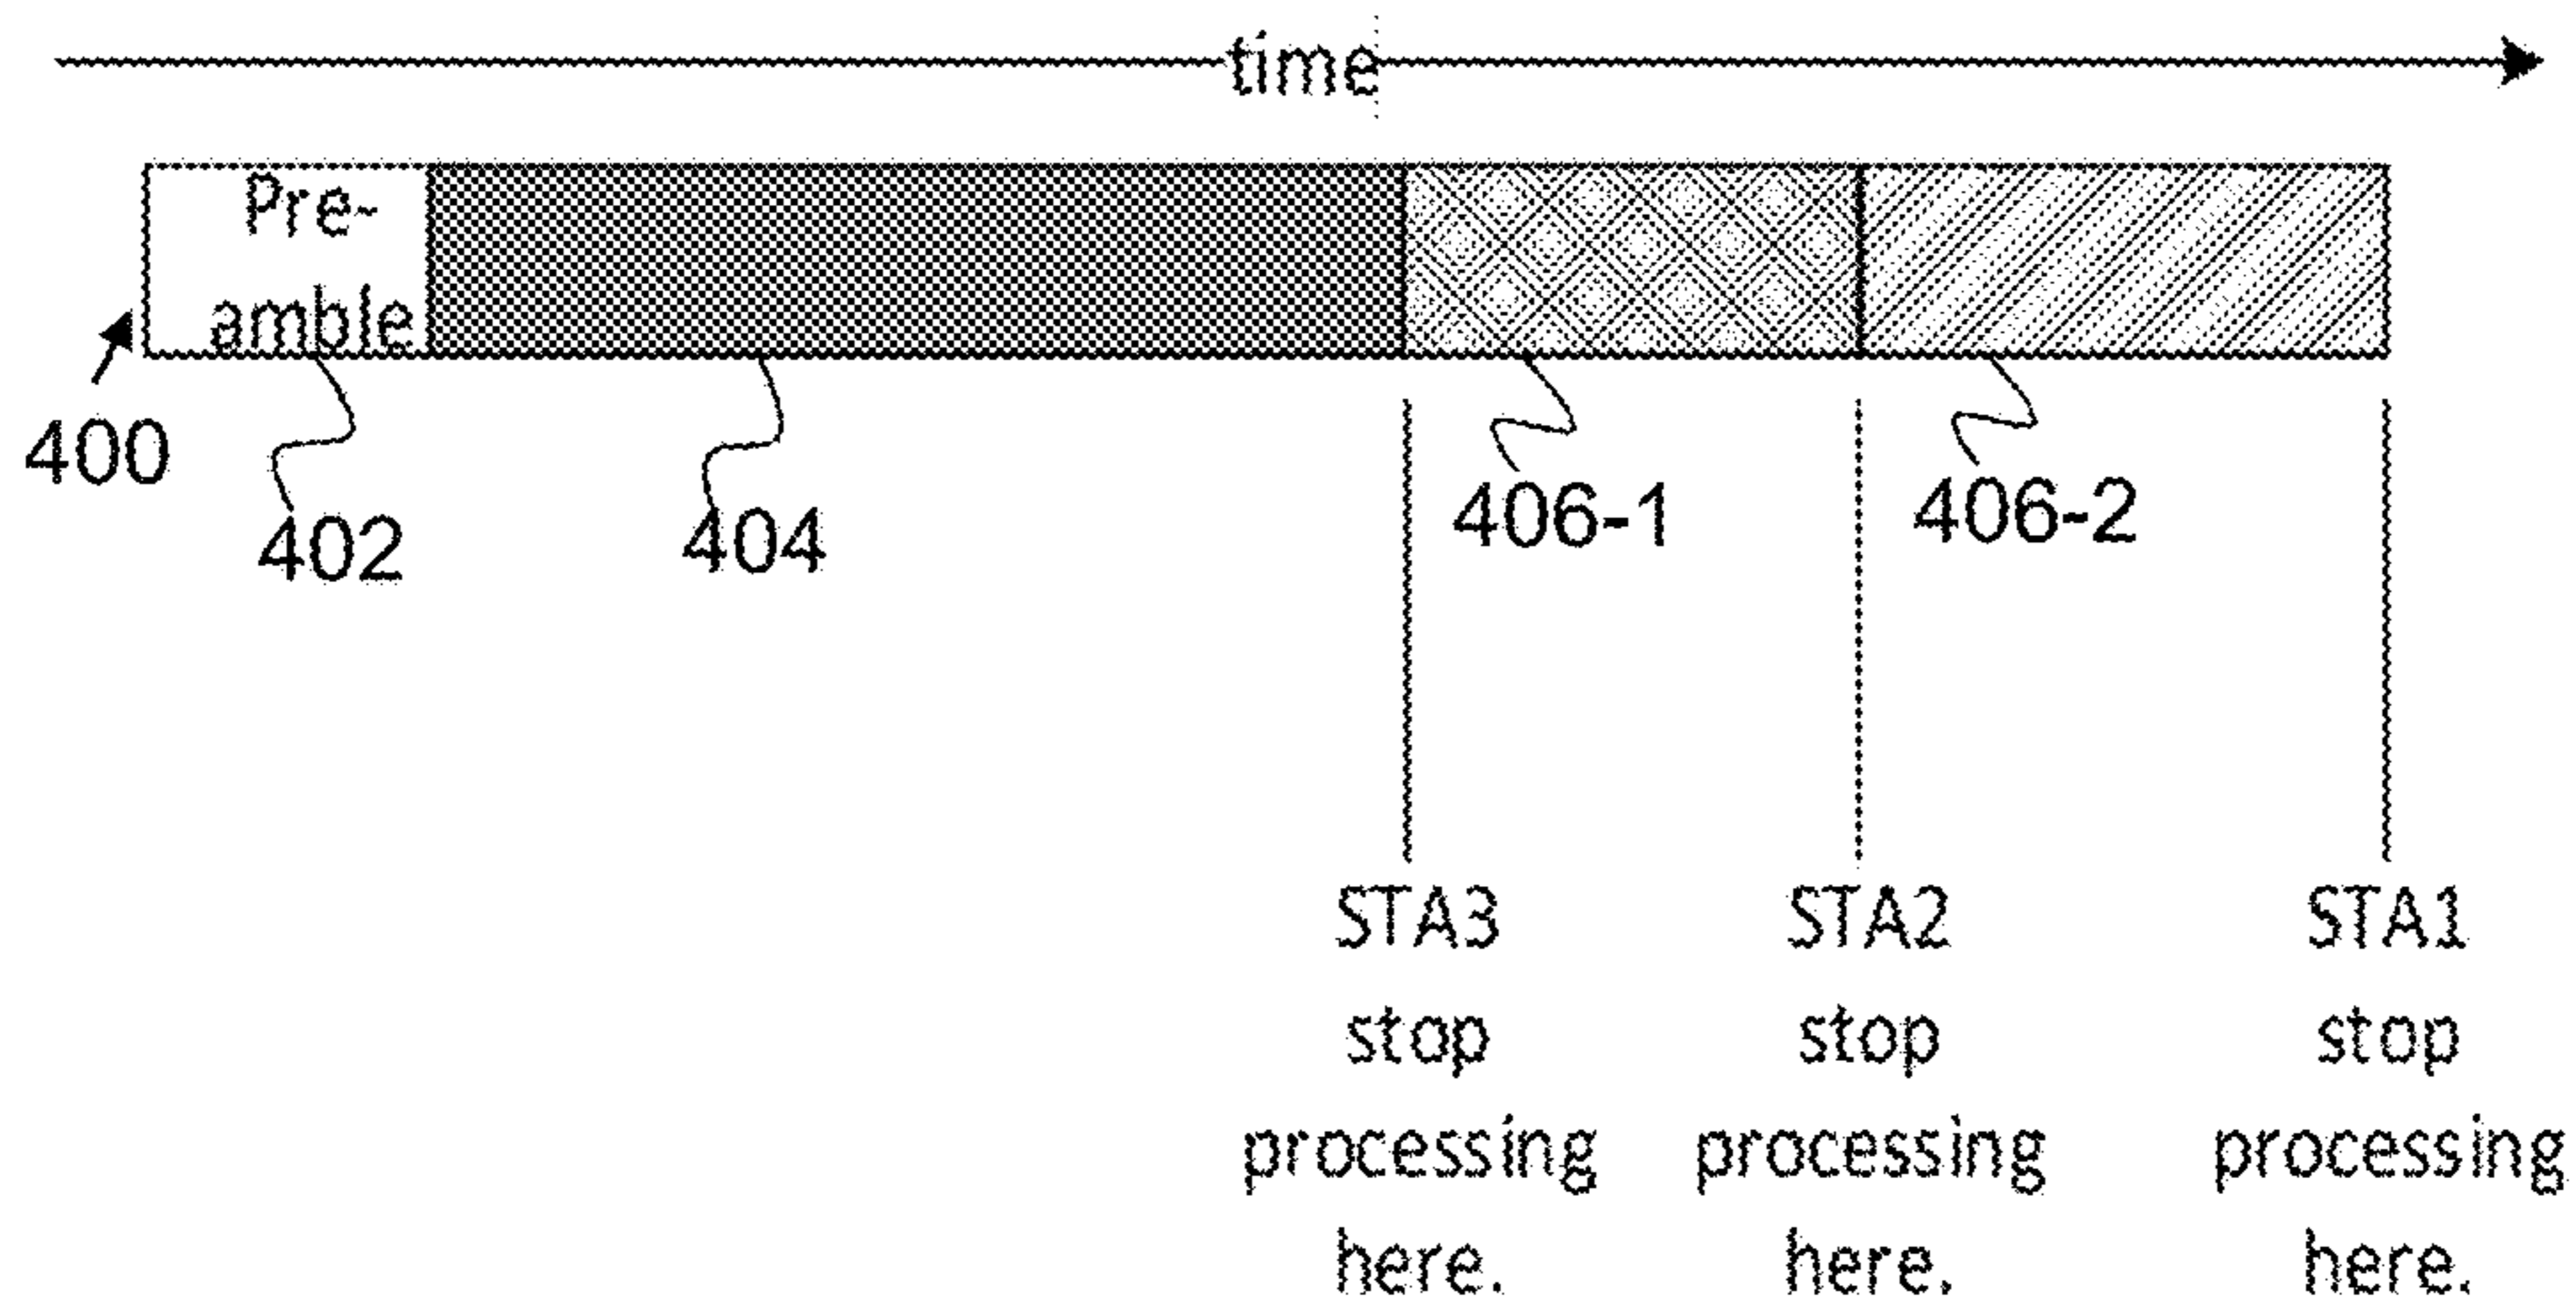 time
Pre-
amble
400
402
404
406-1
406-2
STA3
stop
processing
here.
STA2
stop
processing
here.
STA1
stop
processing
here.